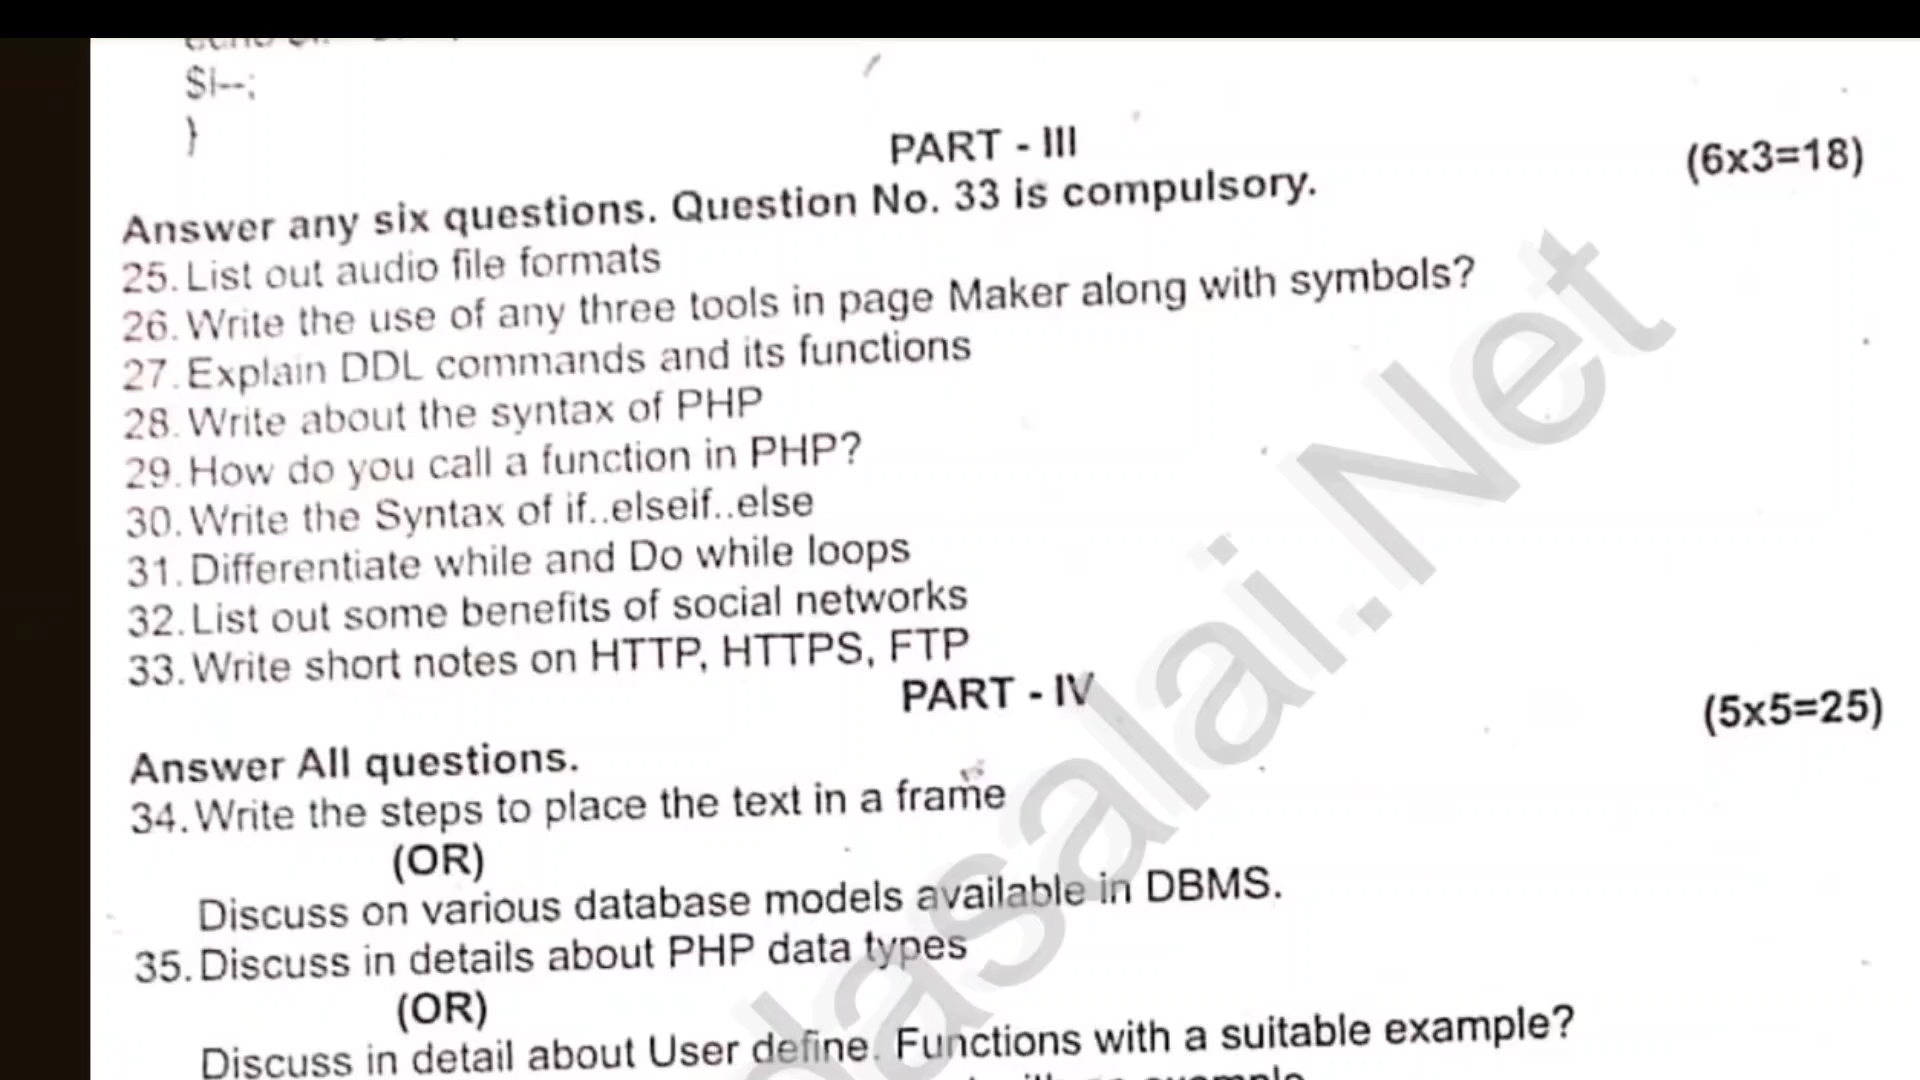 $i--;
}
PART - III
(6x3=18)
Answer any six questions. Question No. 33 is compulsory.
25. List out audio file formats
26. Write the use of any three tools in page Maker along with symbols?
27. Explain DDL commands and its functions
28. Write about the syntax of PHP
29. How do you call a function in PHP?
30. Write the Syntax of if..elseif..else
31. Differentiate while and Do while loops
32. List out some benefits of social networks
33. Write short notes on HTTP, HTTPS, FTP
PART - IV
(5x5=25)
Answer All questions.
34. Write the steps to place the text in a frame
(OR)
Discuss on various database models available in DBMS.
35. Discuss in details about PHP data types
(OR)
Discuss in detail about User define. Functions with a suitable example?
example
dasalai.Net